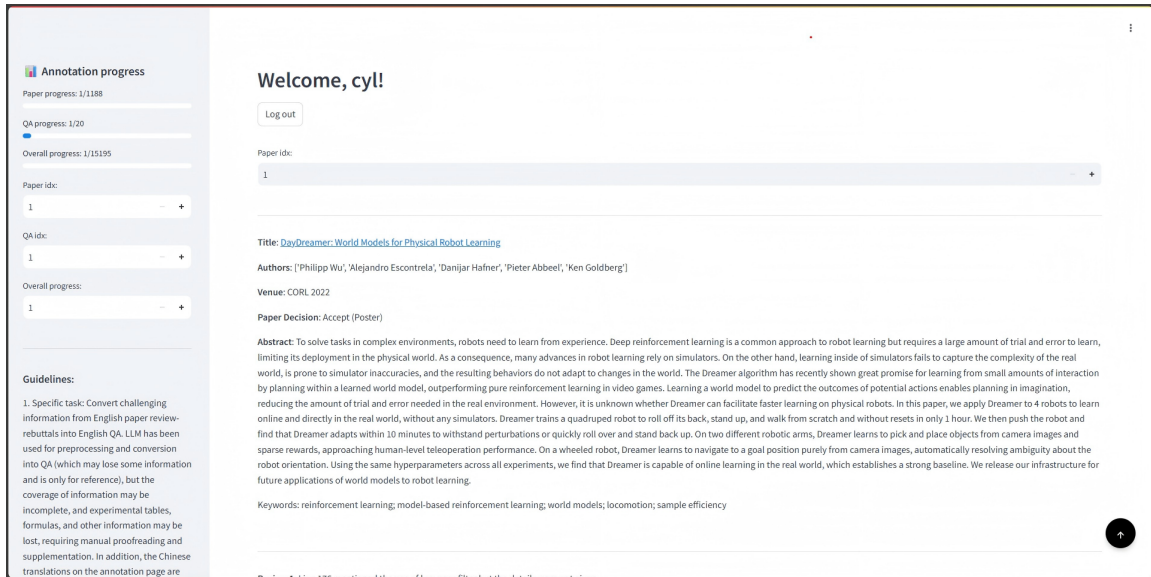 Annotation progress
Paper progress: 1/1188
QA progress: 1/20
Overall progress: 1/15195
Paper idx:
1
QA idx:
1
Overall progress:
1
Guidelines:
1. Specific task: Convert challenging
information from English paper review-
rebuttals into English QA. LLM has been
used for preprocessing and conversion
into QA (which may lose some information
and is only for reference), but the
coverage of information may be
incomplete, and experimental tables,
formulas, and other information may be
lost, requiring manual proofreading and
supplementation. In addition, the Chinese
translations on the annotation page are
Welcome, cyl!
Log out
Paper idx:
1
Title: DayDreamer: World Models for Physical Robot Learning
Authors: ['Philipp Wu', 'Alejandro Escontrela', 'Danijar Hafner', 'Pieter Abbeel', 'Ken Goldberg']
Venue: CORL 2022
Paper Decision: Accept (Poster)
Abstract: To solve tasks in complex environments, robots need to learn from experience. Deep reinforcement learning is a common approach to robot learning but requires a large amount of trial and error to learn,
limiting its deployment in the physical world. As a consequence, many advances in robot learning rely on simulators. On the other hand, learning inside of simulators fails to capture the complexity of the real
world, is prone to simulator inaccuracies, and the resulting behaviors do not adapt to changes in the world. The Dreamer algorithm has recently shown great promise for learning from small amounts of interaction
by planning within a learned world model, outperforming pure reinforcement learning in video games. Learning a world model to predict the outcomes of potential actions enables planning in imagination,
reducing the amount of trial and error needed in the real environment. However, it is unknown whether Dreamer can facilitate faster learning on physical robots. In this paper, we apply Dreamer to 4 robots to learn
online and directly in the real world, without any simulators. Dreamer trains a quadruped robot to roll off its back, stand up, and walk from scratch and without resets in only 1 hour. We then push the robot and
find that Dreamer adapts within 10 minutes to withstand perturbations or quickly roll over and stand back up. On two different robotic arms, Dreamer learns to pick and place objects from camera images and
sparse rewards, approaching human-level teleoperation performance. On a wheeled robot, Dreamer learns to navigate to a goal position purely from camera images, automatically resolving ambiguity about the
robot orientation. Using the same hyperparameters across all experiments, we find that Dreamer is capable of online learning in the real world, which establishes a strong baseline. We release our infrastructure for
future applications of world models to robot learning.
Keywords: reinforcement learning; model-based reinforcement learning; world models; locomotion; sample efficiency